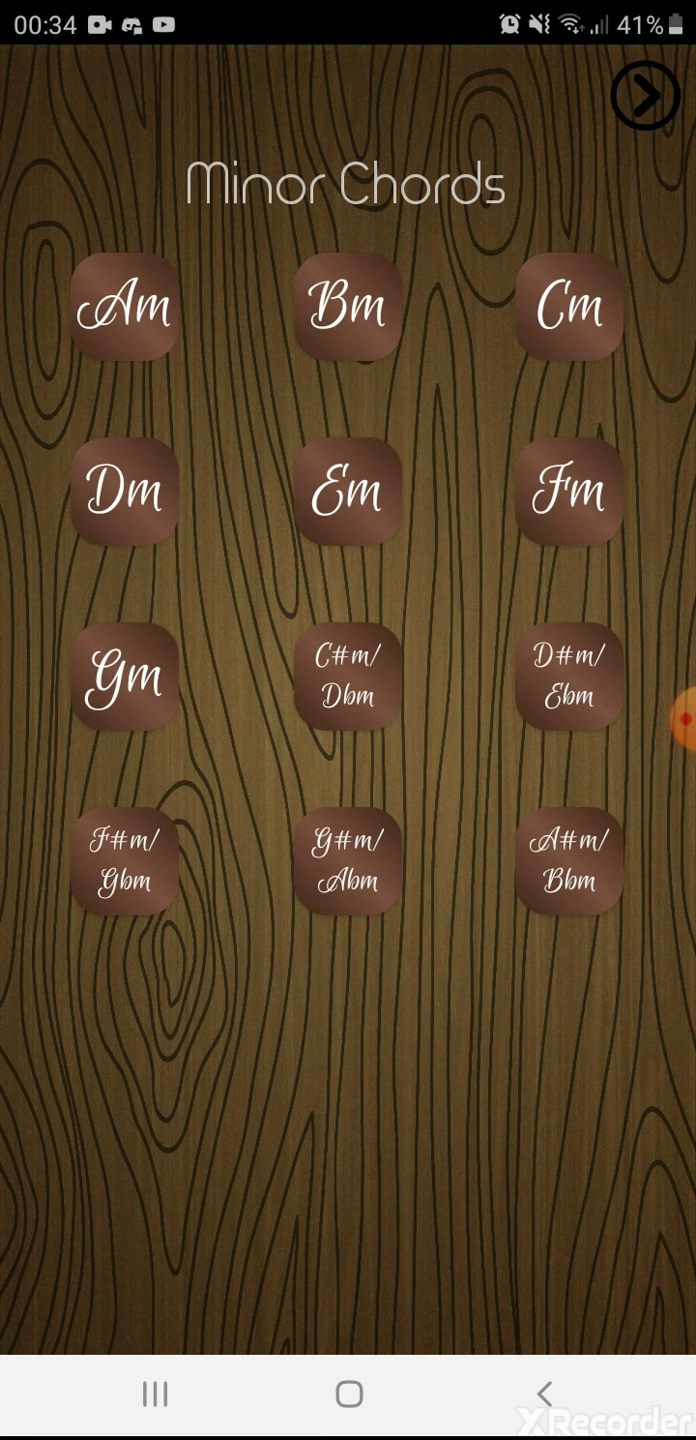 00:34 41%
Minor Chords
Am Bm Cm
Dm Em Fm
Gm C#m/ Dbm D#m/ Ebm
F#m/ Gbm G#m/ Abm A#m/ Bbm
XRecorder